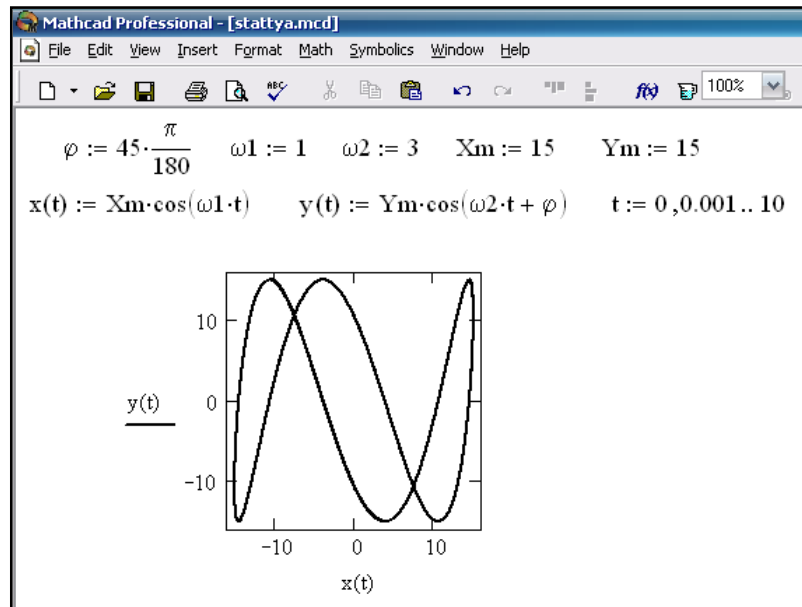 Mathcad Professional - [stattya.mcd]
File Edit View Insert Format Math Symbolics Window Help
ABC f(x) 100%
φ := 45·π/180 ω1 := 1 ω2 := 3 Xm := 15 Ym := 15
x(t) := Xm·cos(ω1·t) y(t) := Ym·cos(ω2·t + φ) t := 0 ,0.001 .. 10
10
y(t) 0
−10
−10 0 10
x(t)